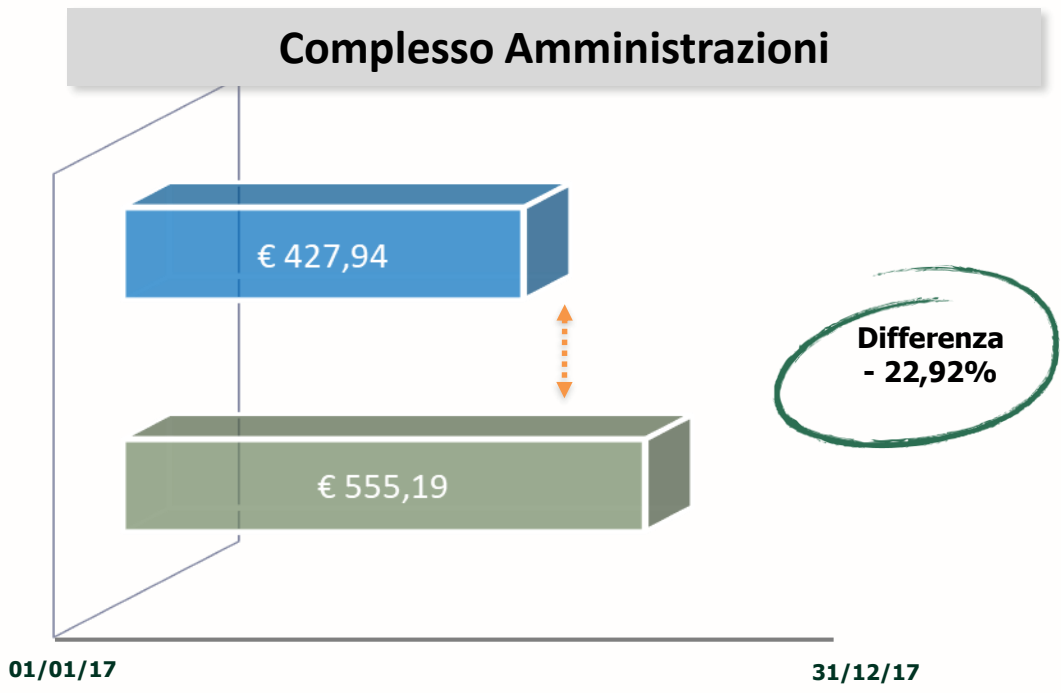 Complesso Amministrazioni
€ 427,94
Differenza
- 22,92%
€ 555,19
01/01/17
31/12/17